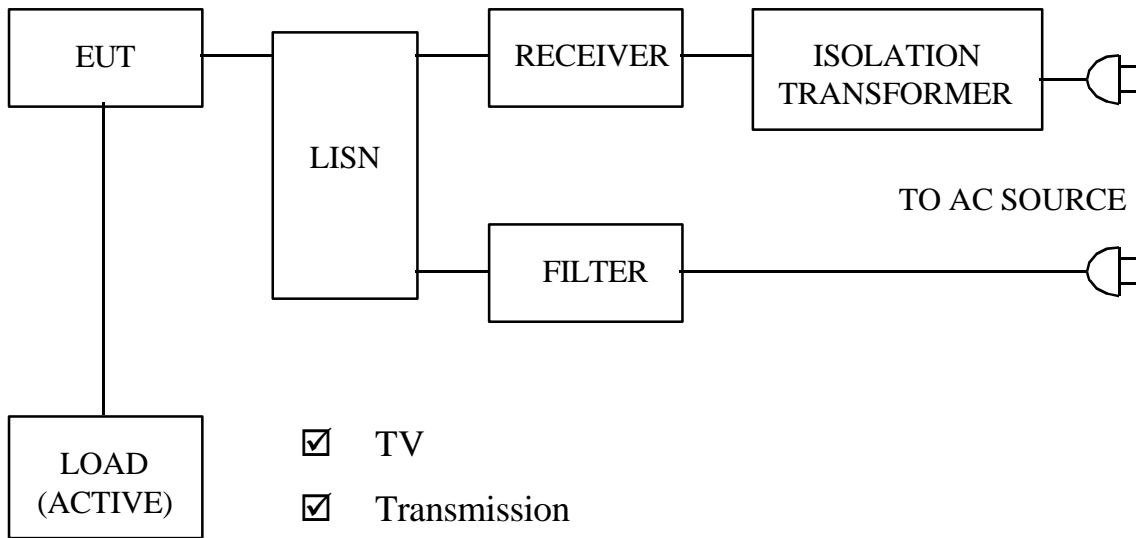 EUT
LISN
RECEIVER
ISOLATION
TRANSFORMER
TO AC SOURCE
FILTER
LOAD
(ACTIVE)
☑ TV
☑ Transmission